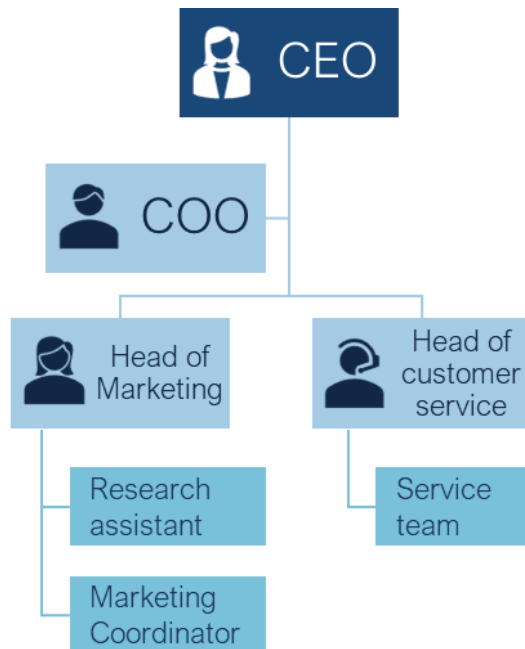 CEO
COO
Head of
Marketing
Head of
customer
service
Research
assistant
Service
team
Marketing
Coordinator